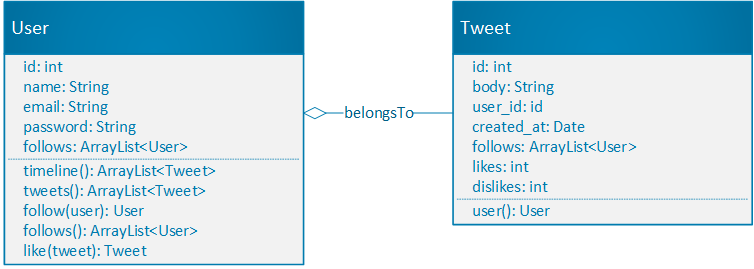 User
id: int
name: String
email: String
password: String
follows: ArrayList<User>
timeline(): ArrayList<Tweet>
tweets(): ArrayList<Tweet>
follow(user): User
follows(): ArrayList<User>
like(tweet): Tweet
belongsTo
Tweet
id: int
body: String
user_id: id
created_at: Date
follows: ArrayList<User>
likes: int
dislikes: int
user(): User